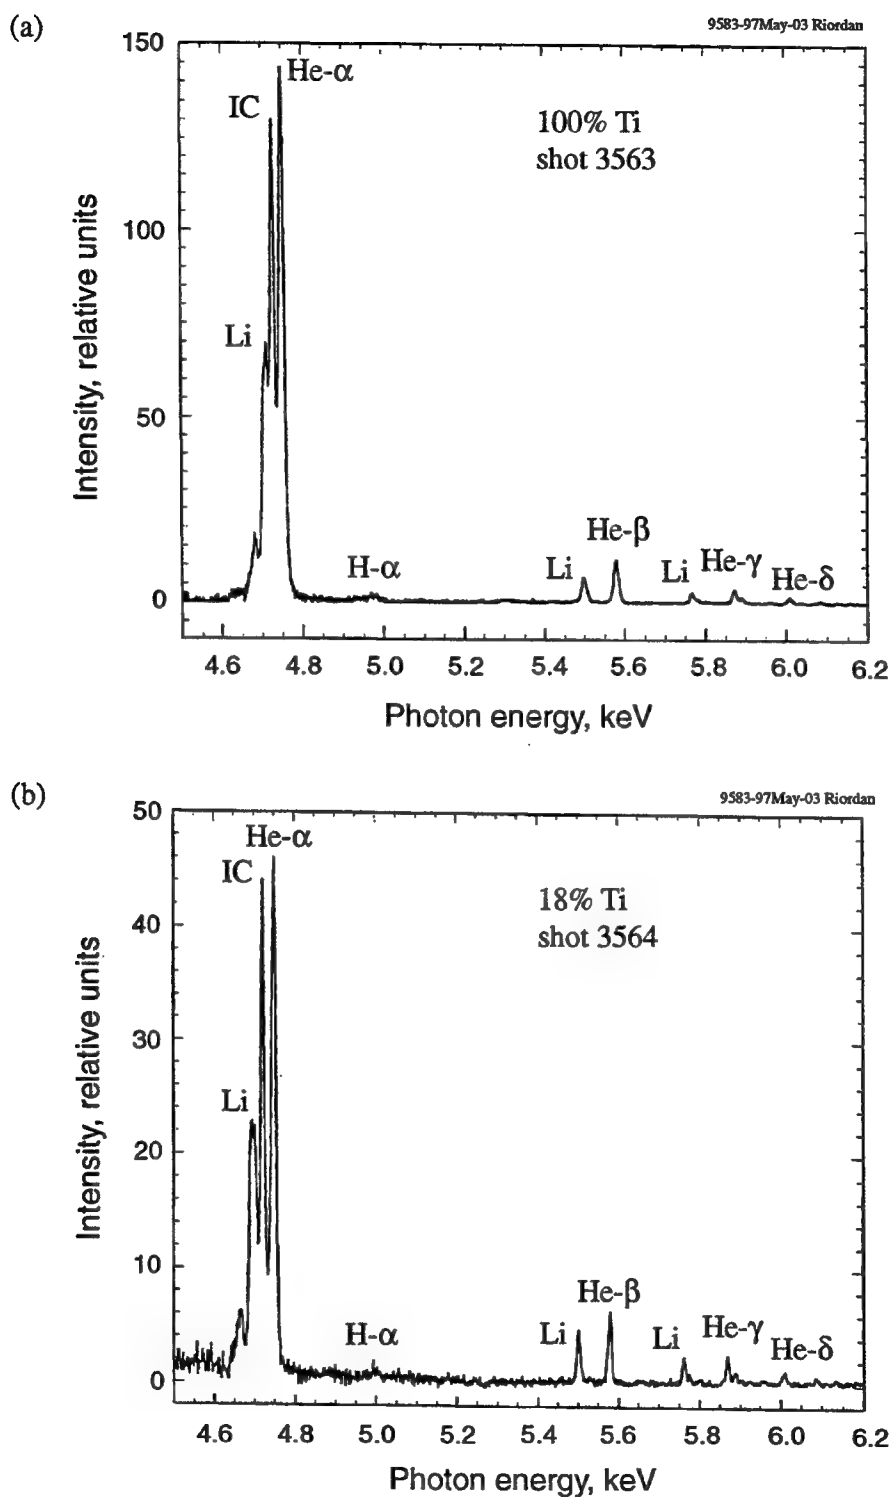 (a)
9583-97May-03 Riordan
150
100
50
0
Intensity, relative units
He-α
IC
Li
100% Ti
shot 3563
H-α
Li
He-β
Li
He-γ
He-δ
4.6 4.8 5.0 5.2 5.4 5.6 5.8 6.0 6.2
Photon energy, keV
(b)
9583-97May-03 Riordan
50
40
30
20
10
0
Intensity, relative units
He-α
IC
Li
18% Ti
shot 3564
H-α
Li
He-β
Li
He-γ
He-δ
4.6 4.8 5.0 5.2 5.4 5.6 5.8 6.0 6.2
Photon energy, keV